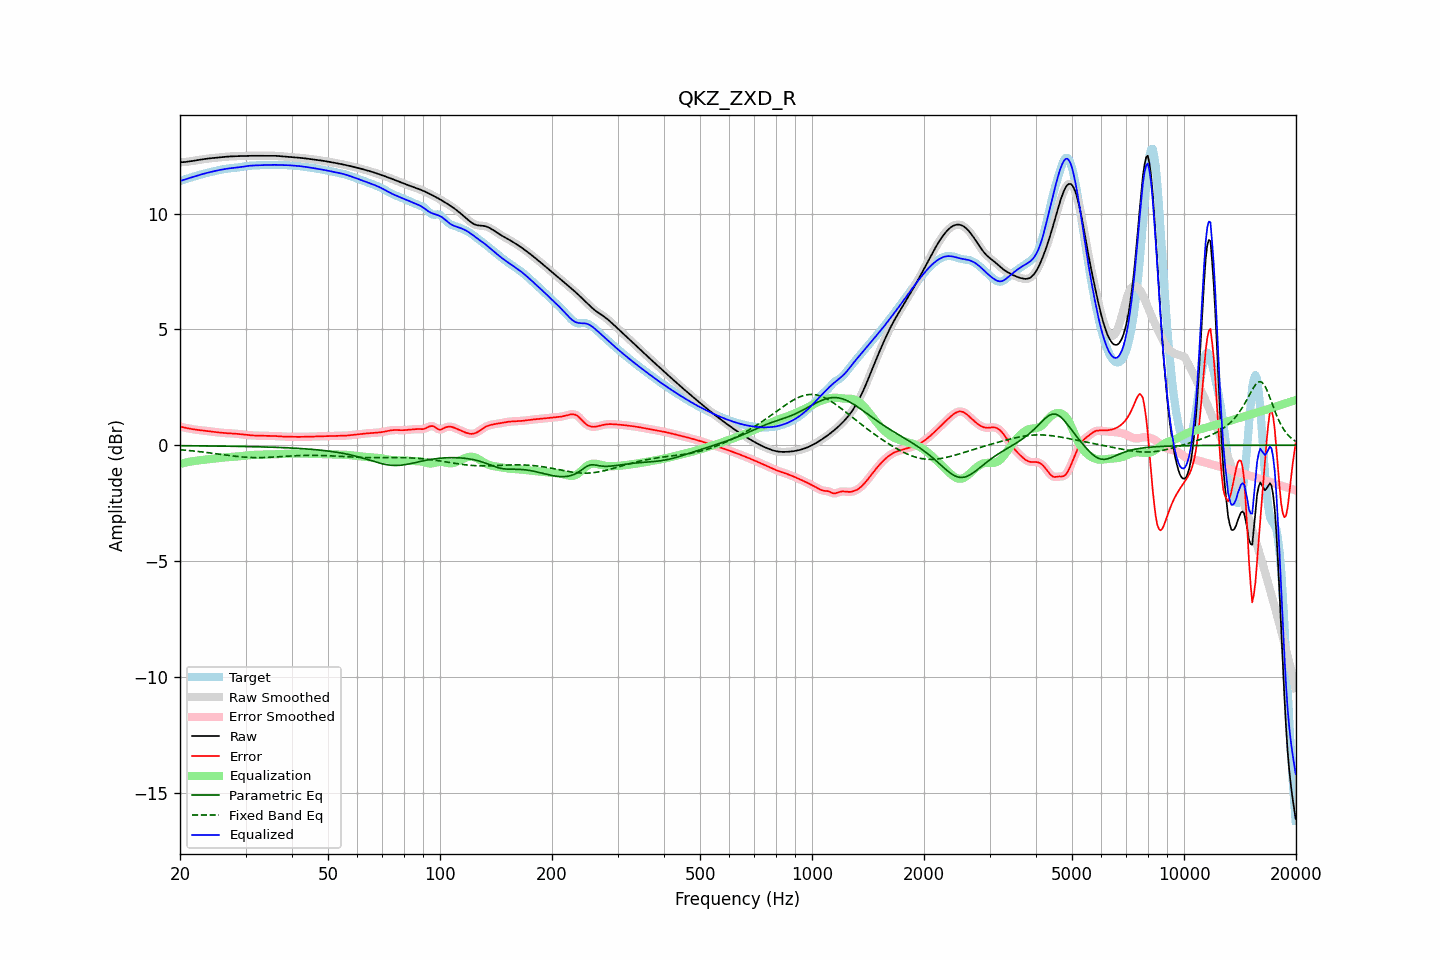 QKZ_ZXD_R
Amplitude (dBr)
10
5
0
−5
−10
−15
Target
Raw Smoothed
Error Smoothed
Raw
Error
Equalization
Parametric Eq
Fixed Band Eq
Equalized
20 50 100 200 500 1000 2000 5000 10000 20000
Frequency (Hz)